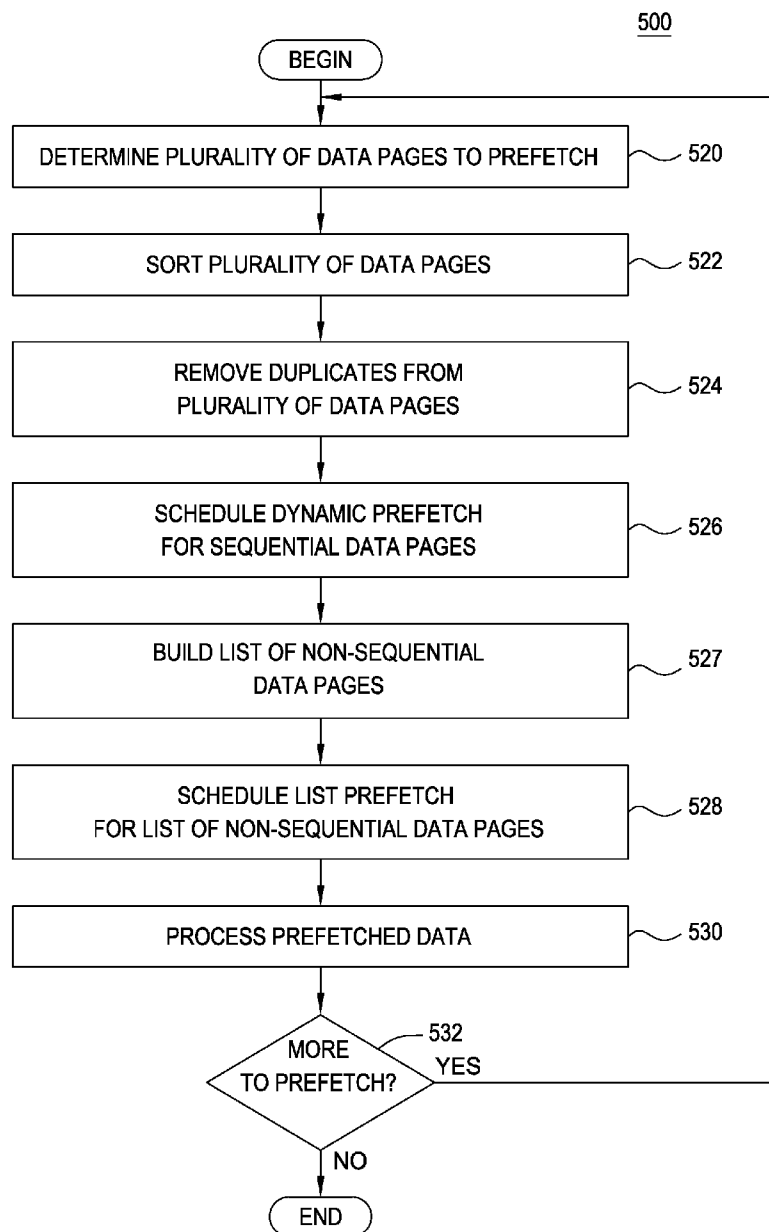 500
BEGIN
DETERMINE PLURALITY OF DATA PAGES TO PREFETCH
520
SORT PLURALITY OF DATA PAGES
522
REMOVE DUPLICATES FROM
PLURALITY OF DATA PAGES
524
SCHEDULE DYNAMIC PREFETCH
FOR SEQUENTIAL DATA PAGES
526
BUILD LIST OF NON-SEQUENTIAL
DATA PAGES
527
SCHEDULE LIST PREFETCH
FOR LIST OF NON-SEQUENTIAL DATA PAGES
528
PROCESS PREFETCHED DATA
530
532
MORE
TO PREFETCH?
YES
NO
END